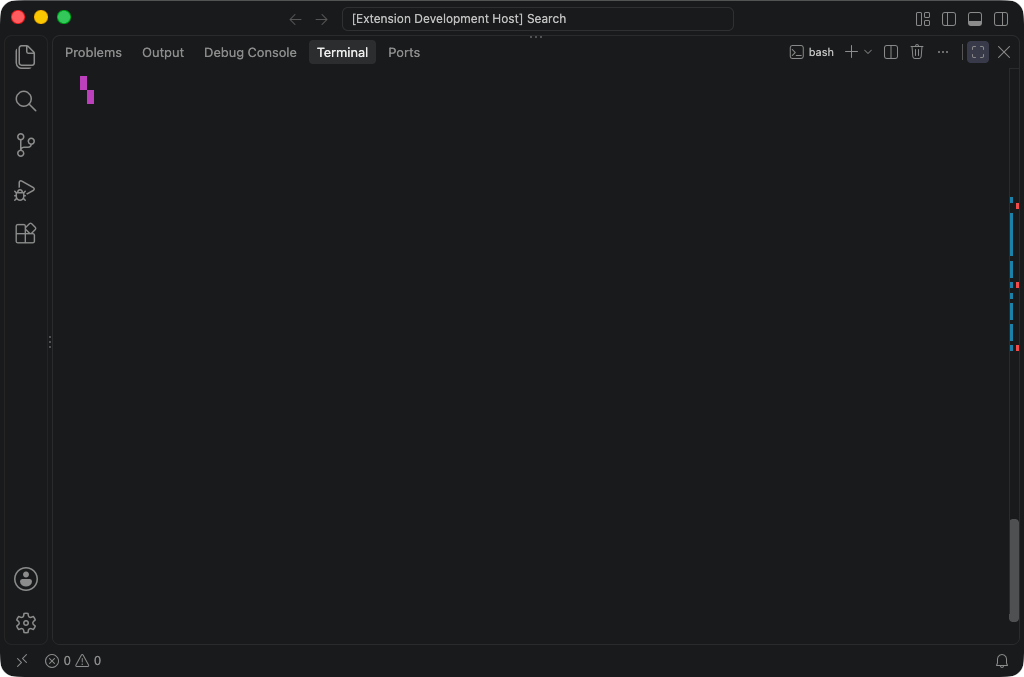 [Extension Development Host] Search
Problems Output Debug Console Terminal Ports bash
0 0